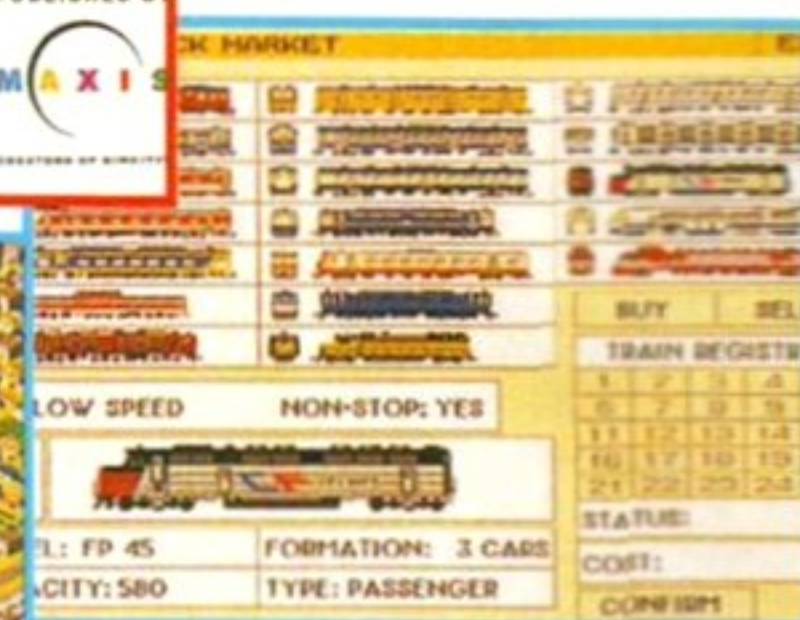 MAXIS
CK MARKET
BUY SEL
TRAIN REGISTR
1 2 3 4
6 7 8 9
11 12 13 14
16 17 18 19
21 22 23 24
LOW SPEED NON-STOP: YES
L: FP 45 FORMATION: 3 CARS
ACITY: 580 TYPE: PASSENGER
STATUS:
COST:
CONFIRM